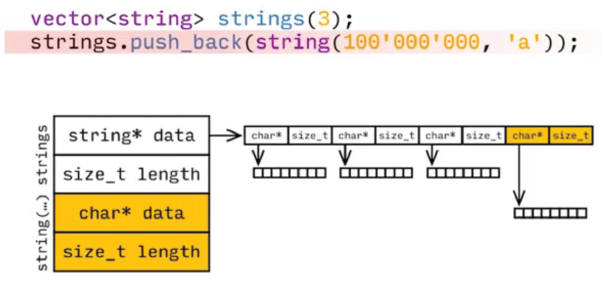 vector<string> strings(3);
strings.push_back(string(100'000'000, 'a'));
strings
string* data
size_t length
string(…)
char* data
size_t length
char* size_t char* size_t char* size_t char* size_t